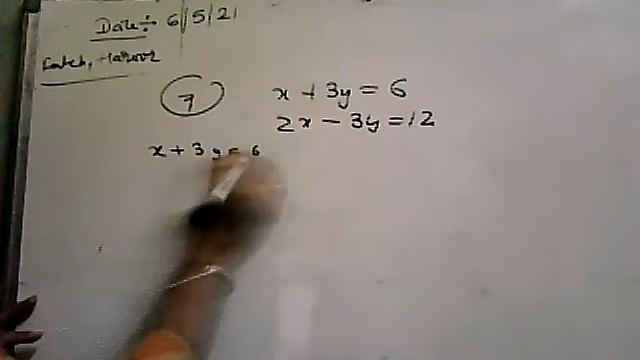 Date÷ 6/5/21
7
x + 3y = 6
2x - 3y = 12
x + 3y = 6